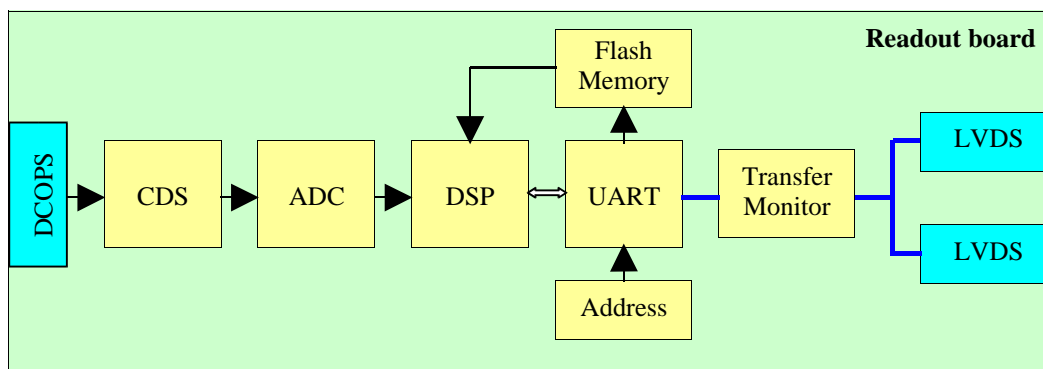 Readout board
Flash
Memory
DCOPS
CDS
ADC
DSP
UART
Transfer
Monitor
LVDS
LVDS
Address